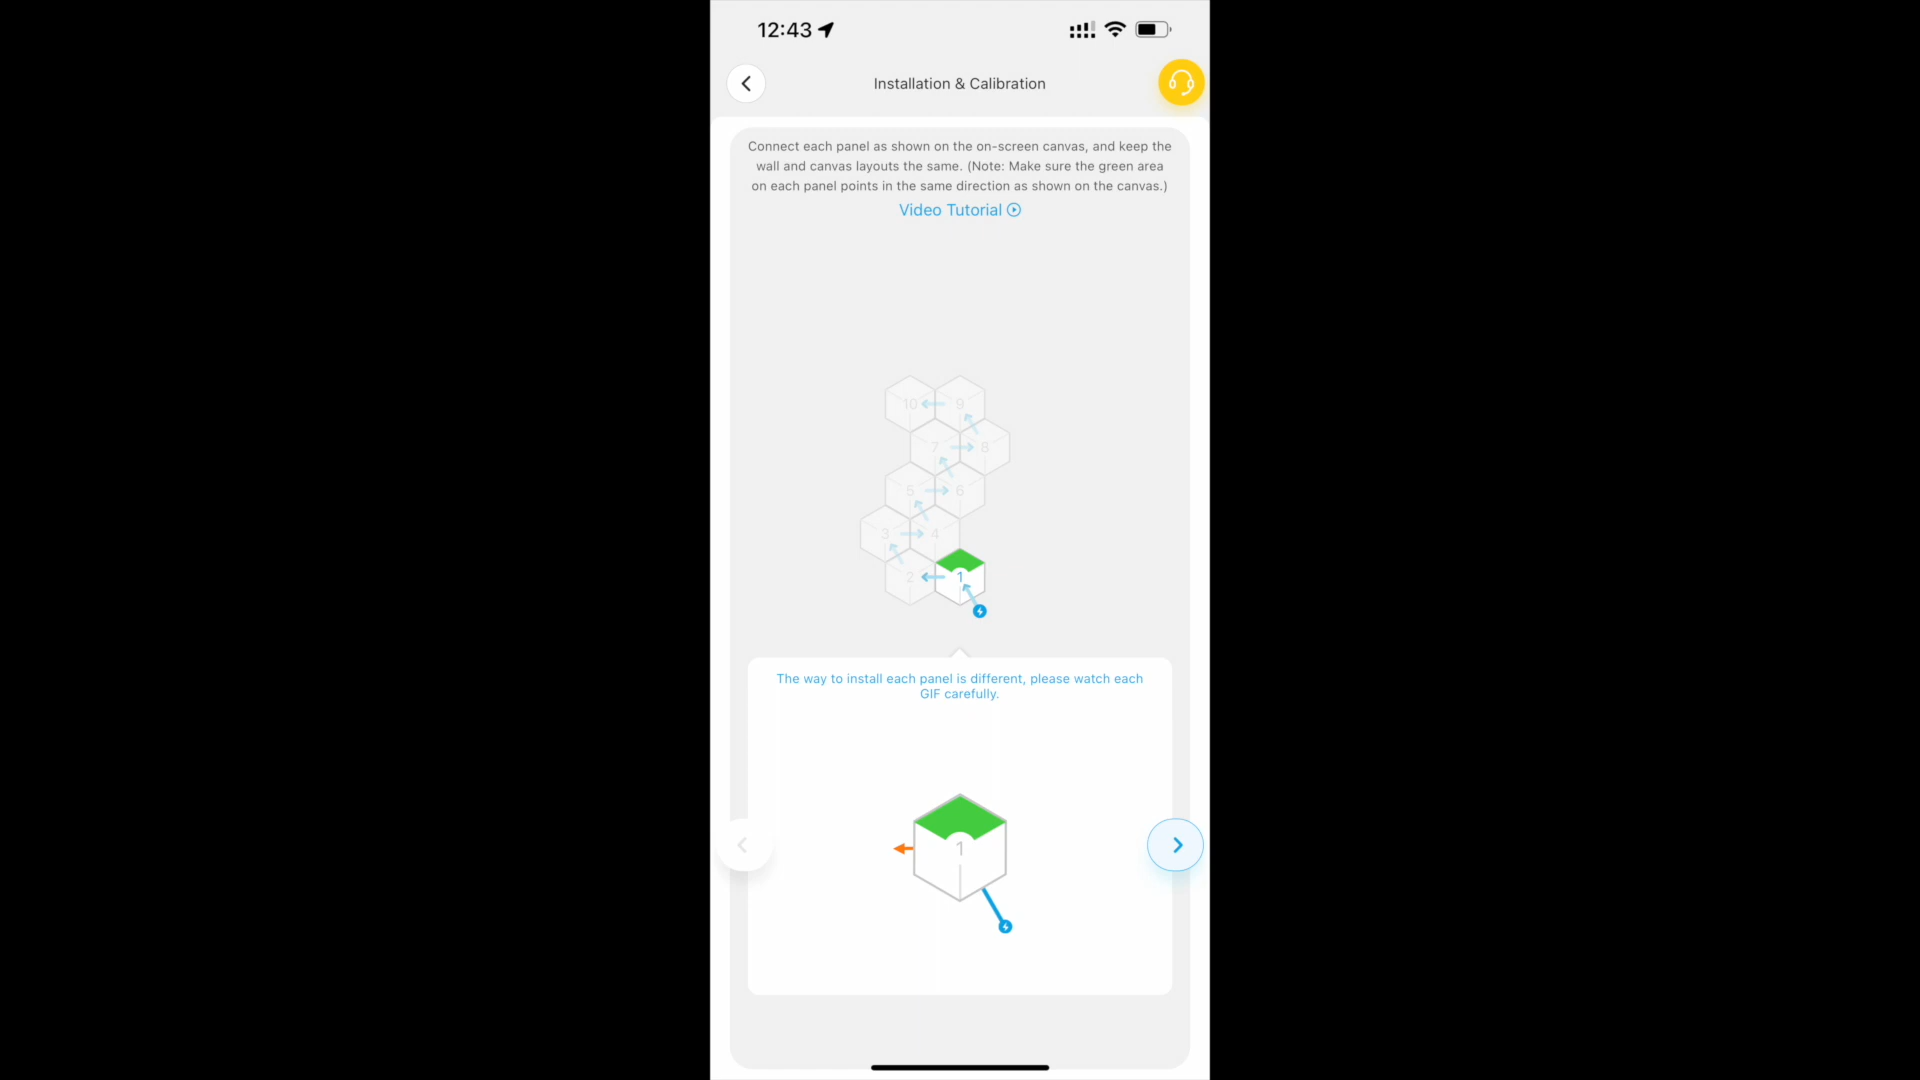 12:43
Installation & Calibration
Connect each panel as shown on the on-screen canvas, and keep the
wall and canvas layouts the same. (Note: Make sure the green area
on each panel points in the same direction as shown on the canvas.)
Video Tutorial
10 9
7 8
5 6
3 4
2 1
The way to install each panel is different, please watch each
GIF carefully.
1